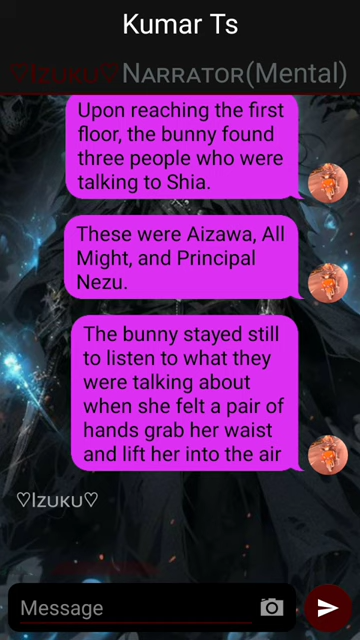 Kumar Ts
♡Izuku♡Narrator(Mental)
Upon reaching the first
floor, the bunny found
three people who were
talking to Shia.
These were Aizawa, All
Might, and Principal
Nezu.
The bunny stayed still
to listen to what they
were talking about
when she felt a pair of
hands grab her waist
and lift her into the air
♡Izuku♡
Message